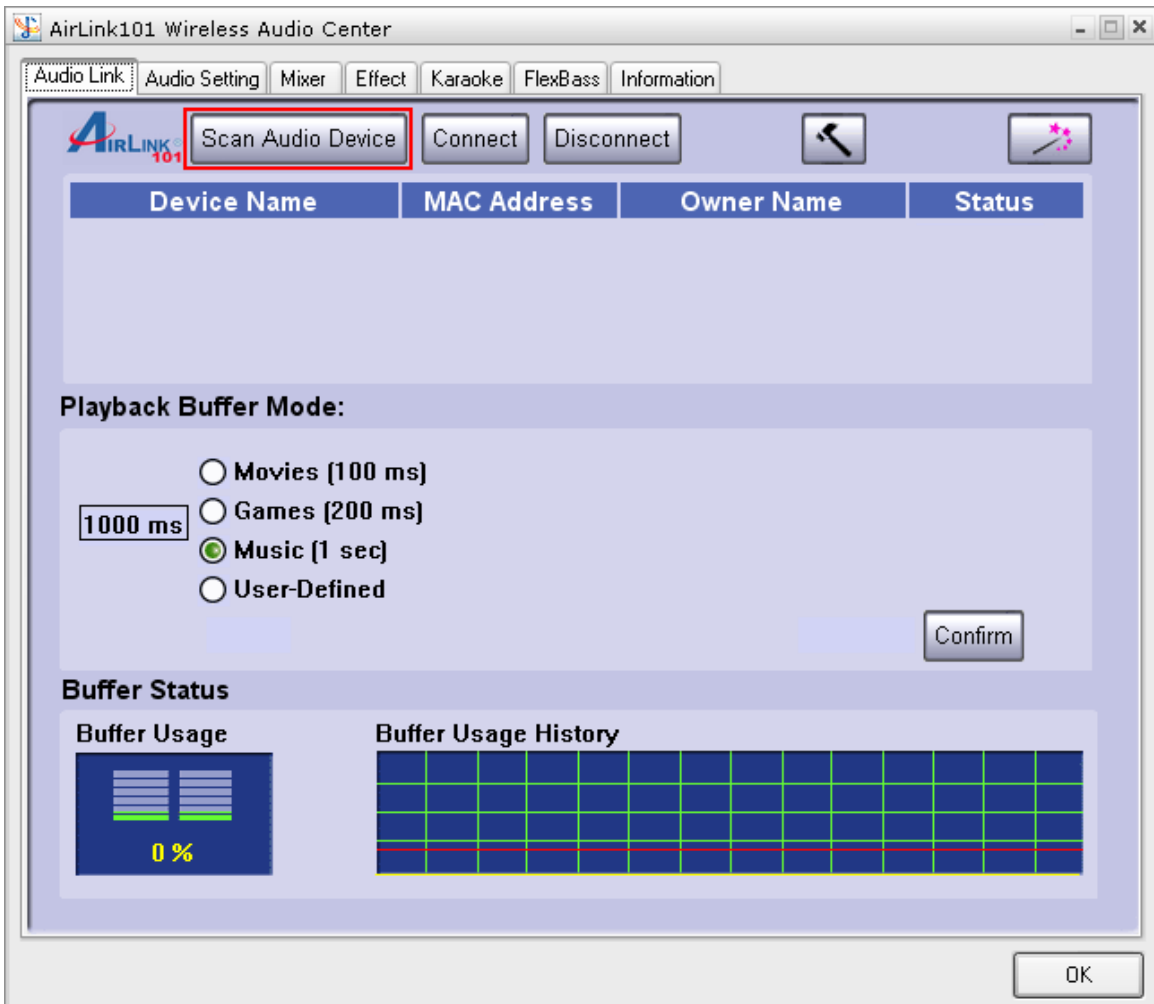 AirLink101 Wireless Audio Center
Audio Link Audio Setting Mixer Effect Karaoke FlexBass Information
AIRLINK® 101 Scan Audio Device Connect Disconnect
Device Name MAC Address Owner Name Status
Playback Buffer Mode:
Movies (100 ms)
1000 ms Games (200 ms)
Music (1 sec)
User-Defined
Confirm
Buffer Status
Buffer Usage Buffer Usage History
0 %
OK